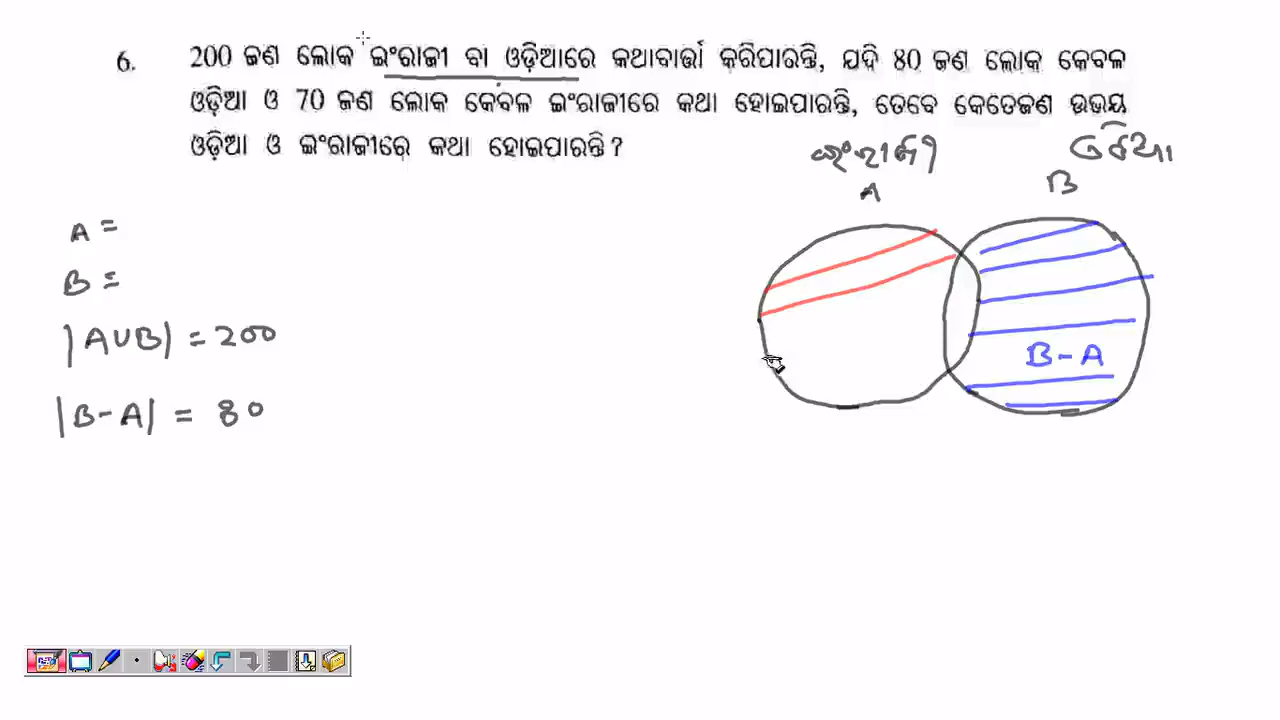 6. 200 ଜଣ ଲୋକ ଇଂରାଜୀ ବା ଓଡ଼ିଆରେ କଥାବାର୍ତ୍ତା କରିପାରନ୍ତି, ଯଦି 80 ଜଣ ଲୋକ କେବଳ
ଓଡ଼ିଆ ଓ 70 ଜଣ ଲୋକ କେବଳ ଇଂରାଜୀରେ କଥା ହୋଇପାରନ୍ତି, ତେବେ କେତେଜଣ ଉଭୟ
ଓଡ଼ିଆ ଓ ଇଂରାଜୀରେ କଥା ହୋଇପାରନ୍ତି ?
ଇଂରାଜୀ ଓଡ଼ିଆ
A B
A =
B =
|A∪B| = 200
B-A
|B-A| = 80